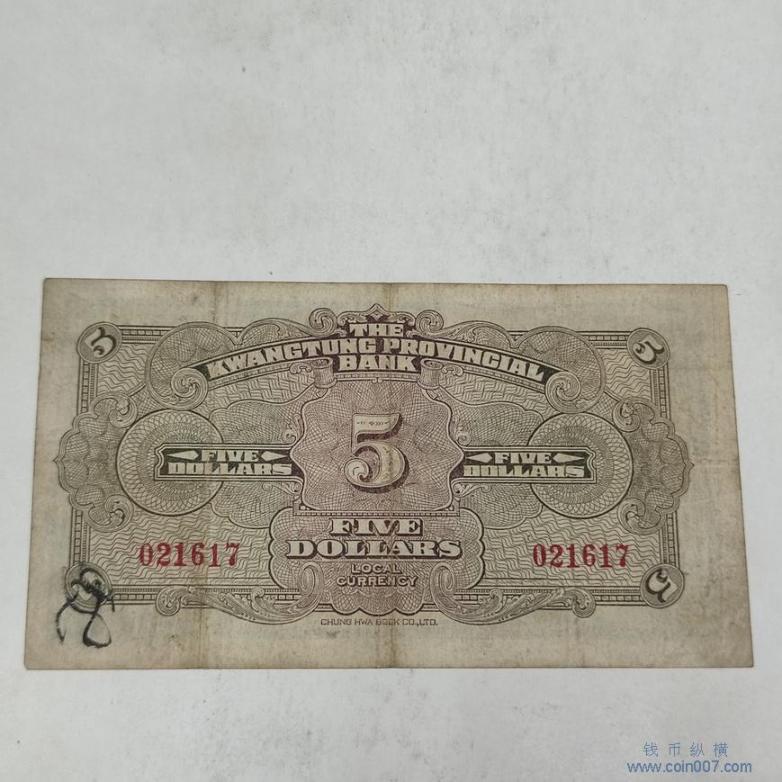 5
5
THE
KWANGTUNG PROVINCIAL
BANK
5
FIVE
DOLLARS
FIVE
DOLLARS
FIVE
DOLLARS
LOCAL
CURRENCY
021617
021617
5
5
CHUNG HWA BOOK CO., LTD.
钱币纵横
www.coin007.com